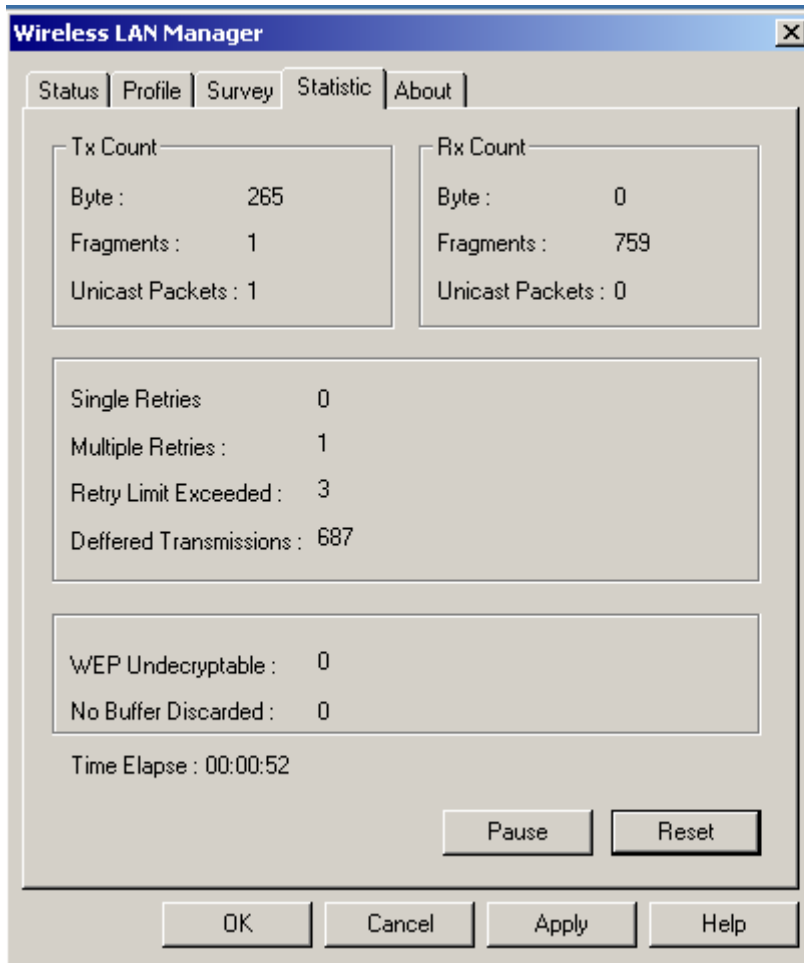 Wireless LAN Manager
Status Profile Survey Statistic About
Tx Count
Byte : 265
Fragments : 1
Unicast Packets : 1
Rx Count
Byte : 0
Fragments : 759
Unicast Packets : 0
Single Retries 0
Multiple Retries : 1
Retry Limit Exceeded : 3
Deffered Transmissions : 687
WEP Undecryptable : 0
No Buffer Discarded : 0
Time Elapse : 00:00:52
Pause Reset
OK Cancel Apply Help